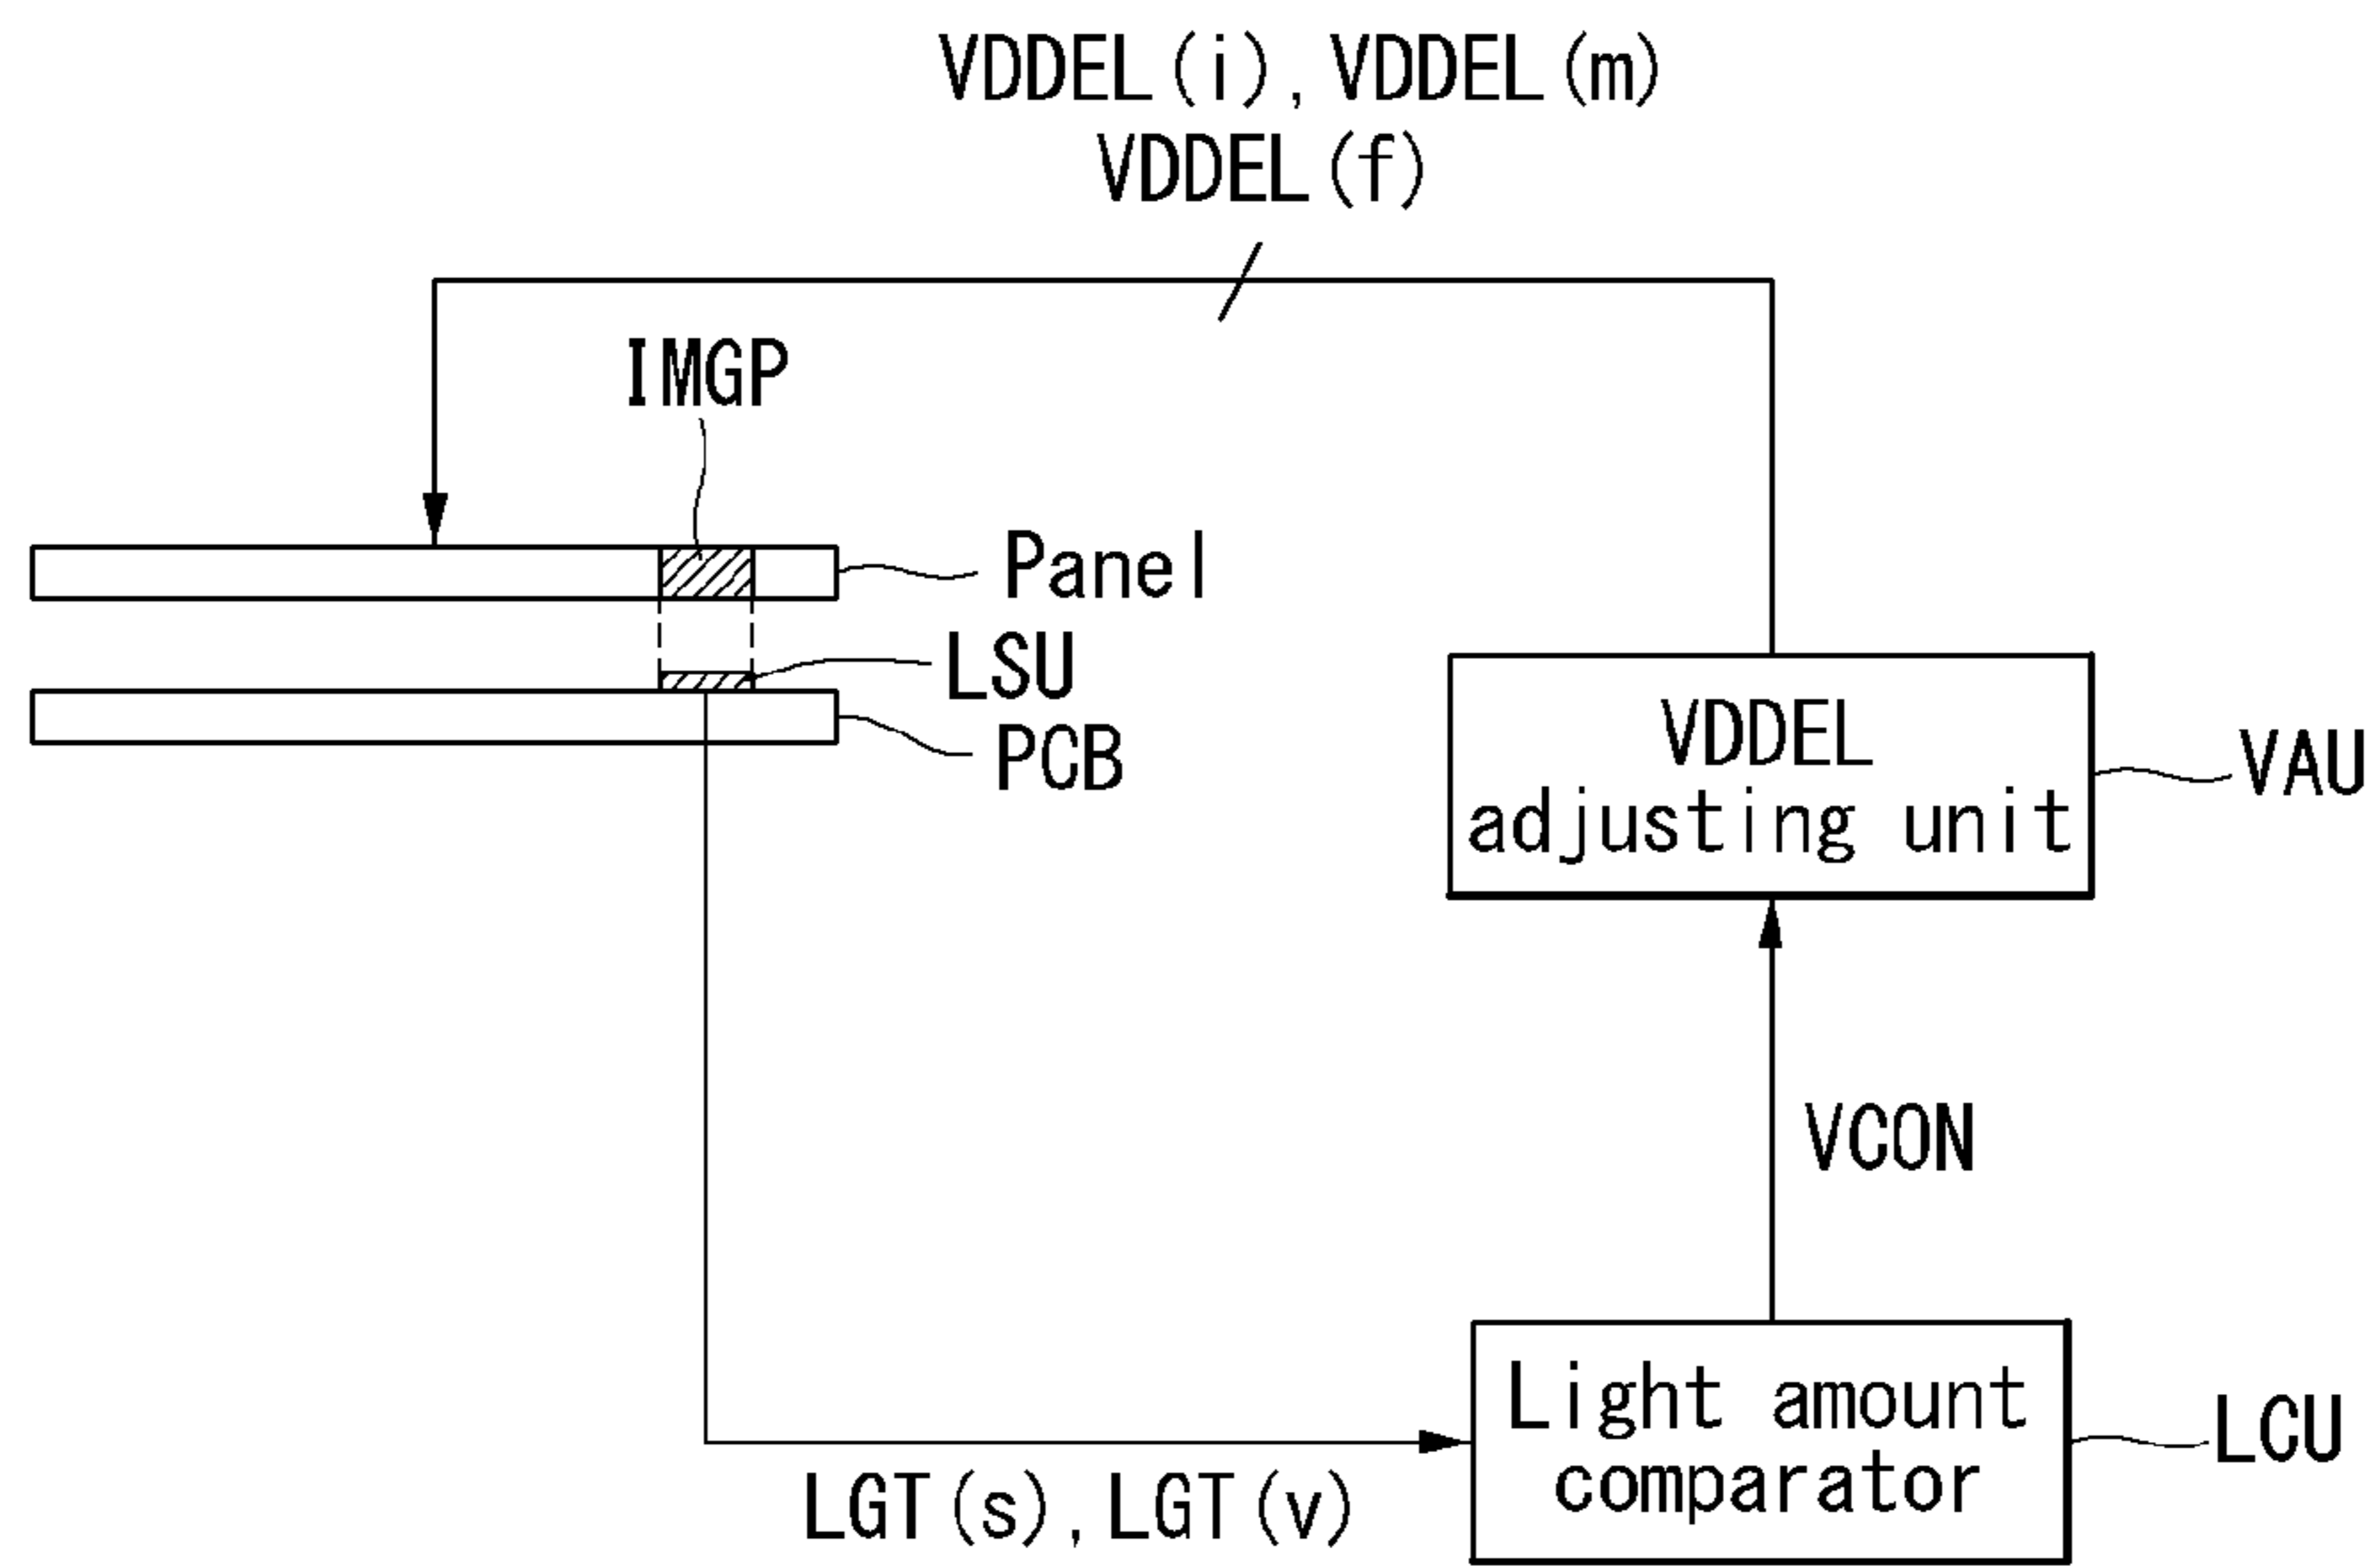 VDDEL(i), VDDEL(m)
VDDEL(f)
IMGP
Panel
LSU
PCB
VDDEL
adjusting unit
VAU
VCON
Light amount
comparator
LCU
LGT(s), LGT(v)